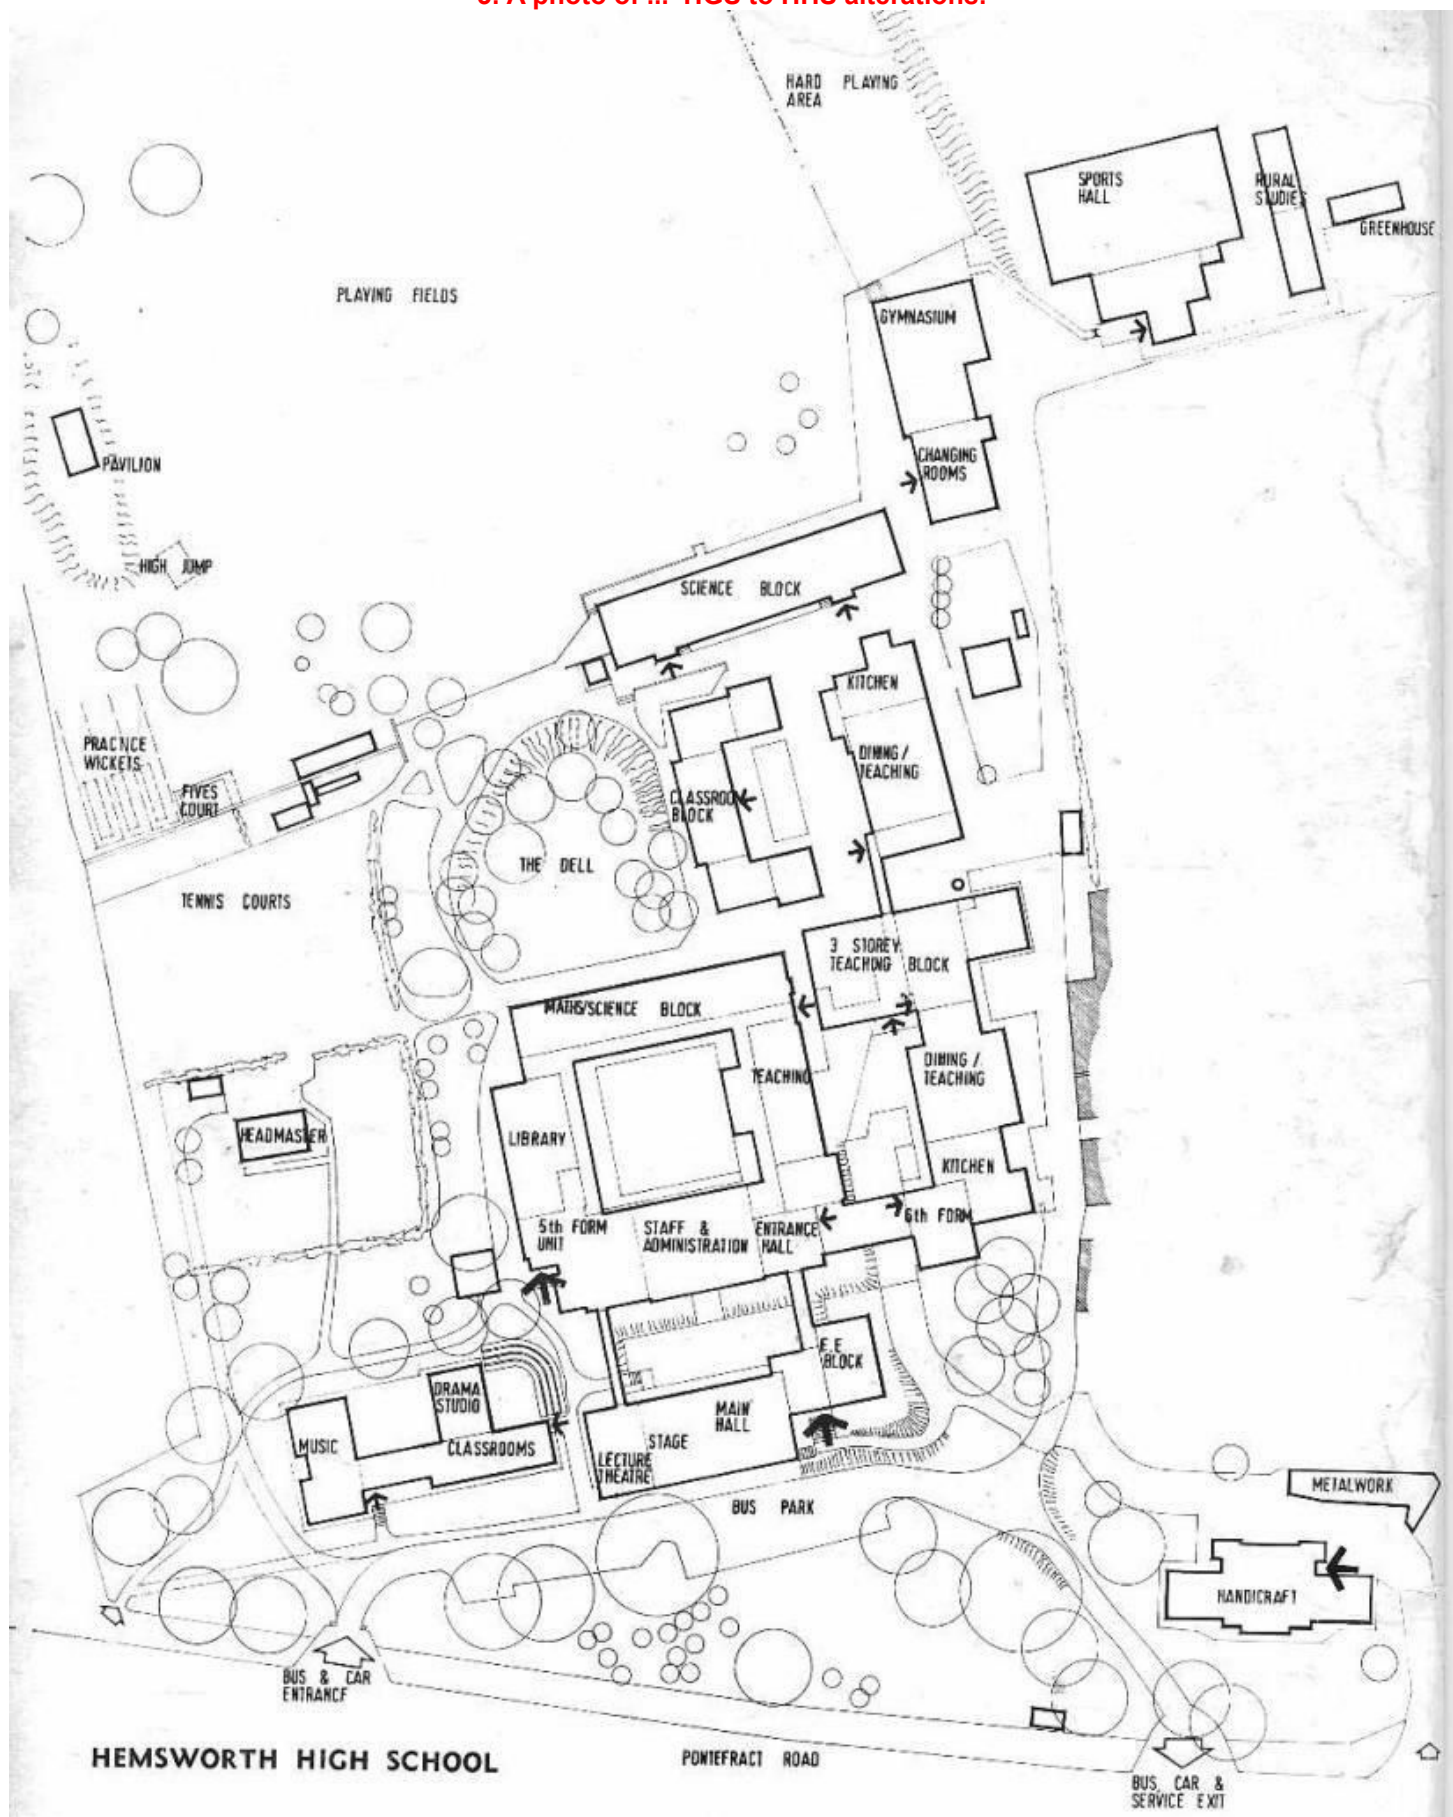 HARD PLAYING
AREA
SPORTS
HALL
RURAL
STUDIES
GREENHOUSE
PLAYING FIELDS
GYMNASIUM
PAVILION
CHANGING
ROOMS
HIGH JUMP
SCIENCE BLOCK
KITCHEN
PRACTICE
WICKETS
DINING /
TEACHING
FIVES
COURT
CLASSROOM
BLOCK
THE DELL
TENNIS COURTS
3 STOREY
TEACHING BLOCK
MATHS/SCIENCE BLOCK
DINING /
TEACHING
TEACHING
HEADMASTER
LIBRARY
KITCHEN
5th FORM
UNIT
STAFF &
ADMINISTRATION
ENTRANCE
HALL
6th FORM
E.E
BLOCK
DRAMA
STUDIO
MAIN
HALL
MUSIC
CLASSROOMS
STAGE
LECTURE
THEATRE
BUS PARK
METALWORK
HANDICRAFT
BUS & CAR
ENTRANCE
HEMSWORTH HIGH SCHOOL
PONTEFRACT ROAD
BUS, CAR &
SERVICE EXIT